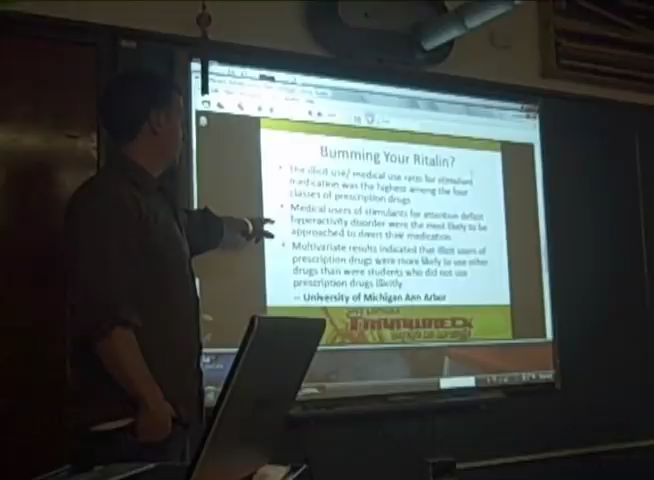 Bumming Your Ritalin?
• The illicit use/ medical use rates for stimulant
medication was the highest among the four
classes of prescription drugs
• Medical users of stimulants for attention deficit
hyperactivity disorder were the most likely to be
approached to divert their medication.
• Multivariate results indicated that illicit users of
prescription drugs were more likely to use other
drugs than were students who did not use
prescription drugs illicitly
– University of Michigan Ann Arbor